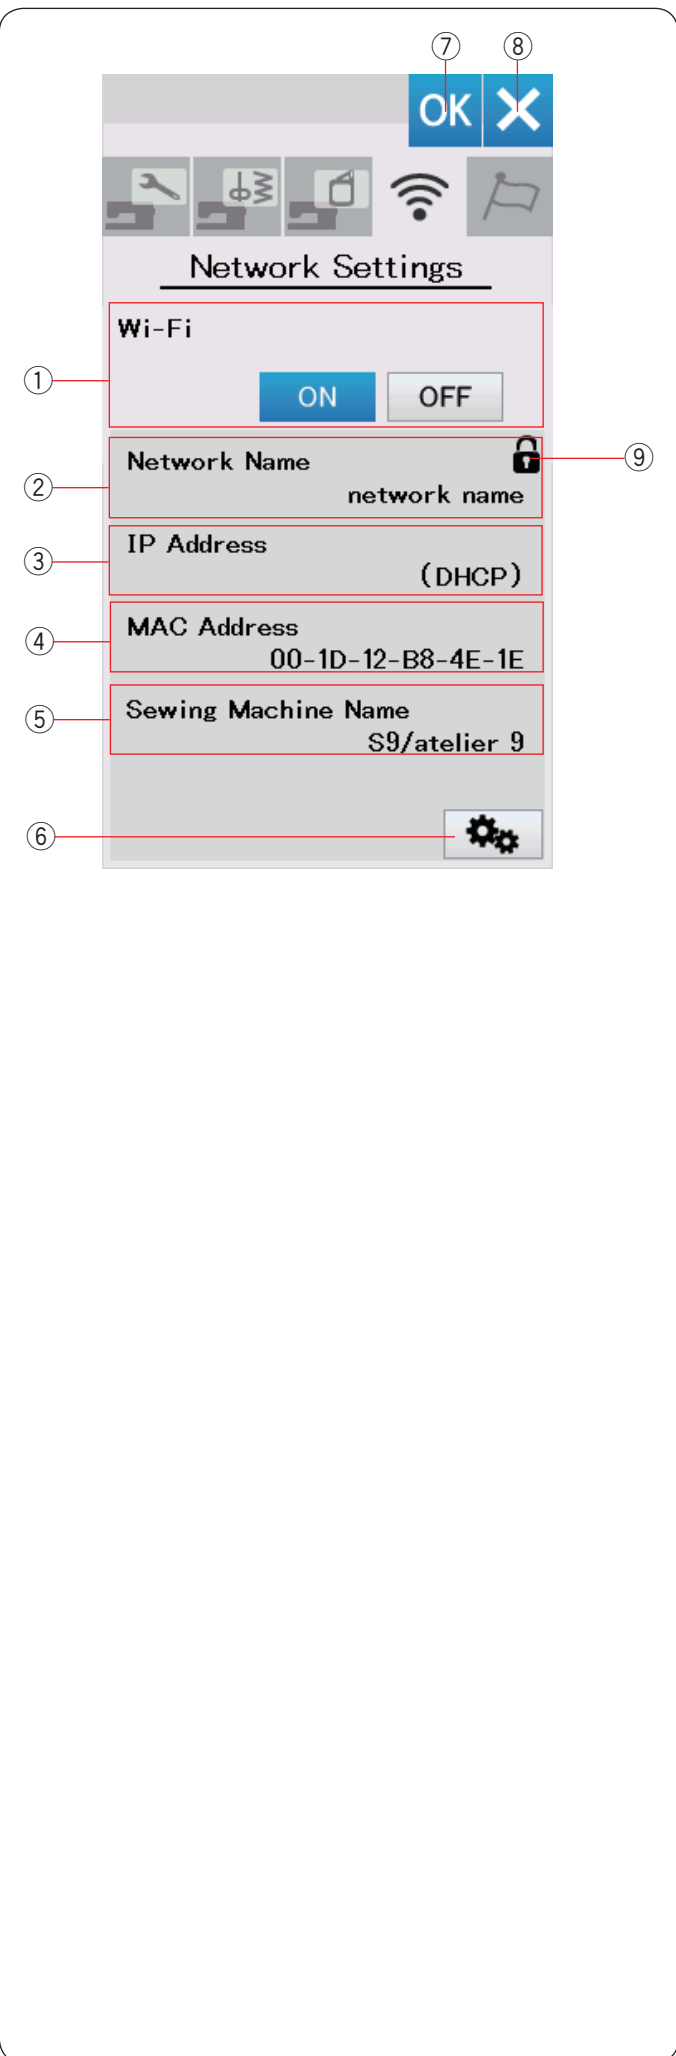 ⑦ ⑧
OK
Network Settings
Wi-Fi
①
ON OFF
Network Name
⑨
②
network name
IP Address
③
(DHCP)
MAC Address
④
00-1D-12-B8-4E-1E
Sewing Machine Name
⑤
S9/atelier 9
⑥